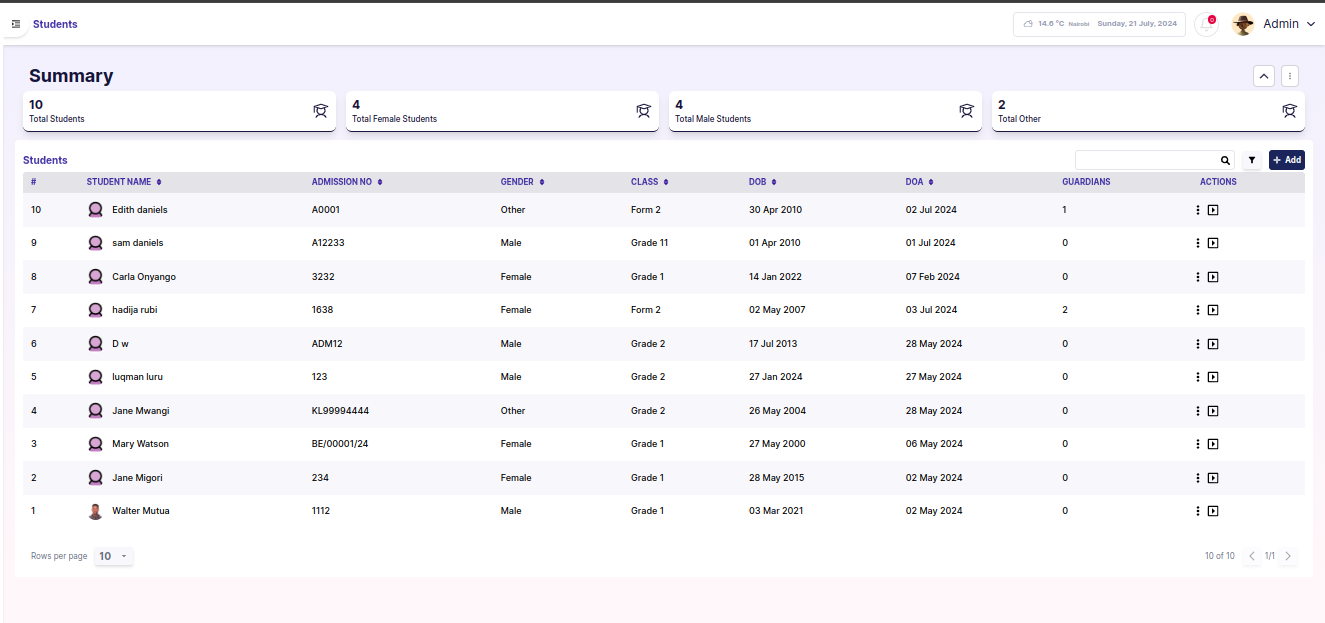 Students
14.6 °C Nairobi Sunday, 21 July, 2024
0
Admin
Summary
10
Total Students
4
Total Female Students
4
Total Male Students
2
Total Other
Students
+ Add
# STUDENT NAME ADMISSION NO GENDER CLASS DOB DOA GUARDIANS ACTIONS
10 Edith daniels A0001 Other Form 2 30 Apr 2010 02 Jul 2024 1
9 sam daniels A12233 Male Grade 11 01 Apr 2010 01 Jul 2024 0
8 Carla Onyango 3232 Female Grade 1 14 Jan 2022 07 Feb 2024 0
7 hadija rubi 1638 Female Form 2 02 May 2007 03 Jul 2024 2
6 D w ADM12 Male Grade 2 17 Jul 2013 28 May 2024 0
5 luqman luru 123 Male Grade 2 27 Jan 2024 27 May 2024 0
4 Jane Mwangi KL99994444 Other Grade 2 26 May 2004 28 May 2024 0
3 Mary Watson BE/00001/24 Female Grade 1 27 May 2000 06 May 2024 0
2 Jane Migori 234 Female Grade 1 28 May 2015 02 May 2024 0
1 Walter Mutua 1112 Male Grade 1 03 Mar 2021 02 May 2024 0
Rows per page 10
10 of 10 1/1